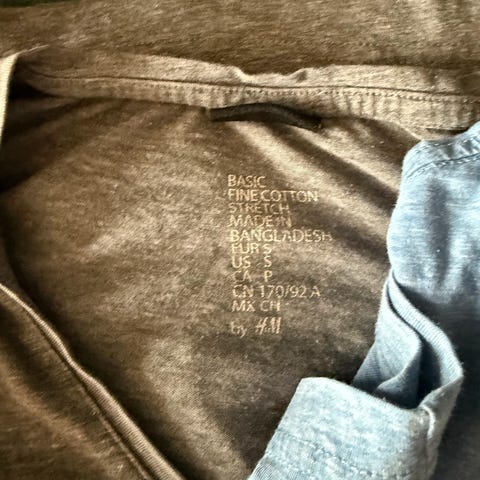 BASIC
FINE COTTON
STRETCH
MADE IN
BANGLADESH
EUR S
US S
CA P
CN 170/92 A
MX CH
by H&M